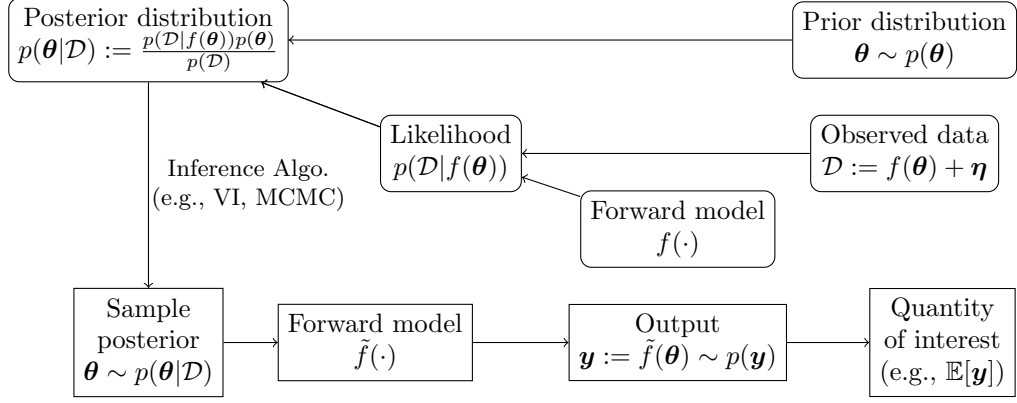 Posterior distribution
p(𝜽|𝒟) := p(𝒟|f(𝜽))p(𝜽) / p(𝒟)
Prior distribution
𝜽 ∼ p(𝜽)
Likelihood
p(𝒟|f(𝜽))
Observed data
𝒟 := f(𝜽) + 𝜼
Inference Algo.
(e.g., VI, MCMC)
Forward model
f(·)
Sample
posterior
𝜽 ∼ p(𝜽|𝒟)
Forward model
f̃(·)
Output
𝒚 := f̃(𝜽) ∼ p(𝒚)
Quantity
of interest
(e.g., 𝔼[𝒚])